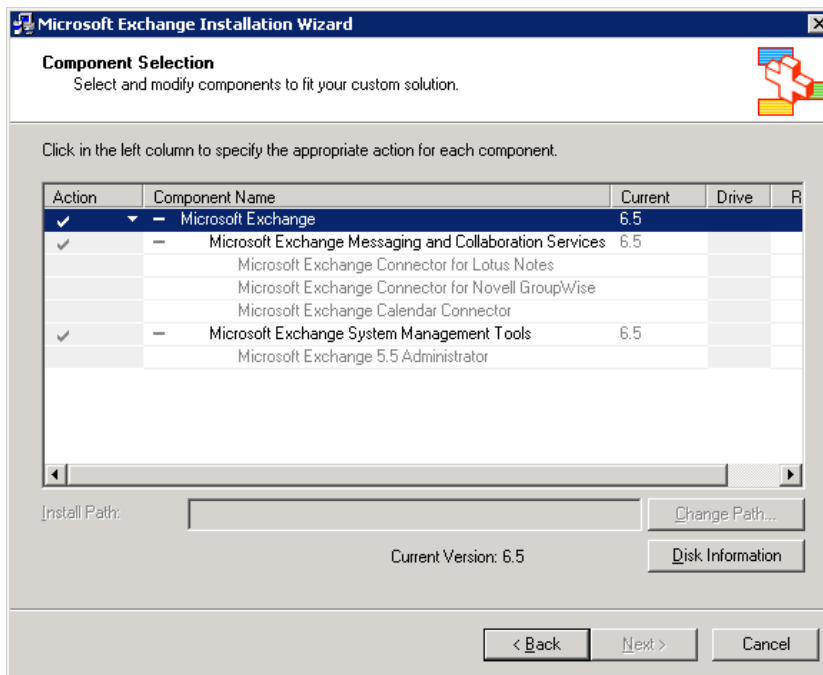 Microsoft Exchange Installation Wizard
Component Selection
Select and modify components to fit your custom solution.
Click in the left column to specify the appropriate action for each component.
Action Component Name Current Drive R
Microsoft Exchange 6.5
Microsoft Exchange Messaging and Collaboration Services 6.5
Microsoft Exchange Connector for Lotus Notes
Microsoft Exchange Connector for Novell GroupWise
Microsoft Exchange Calendar Connector
Microsoft Exchange System Management Tools 6.5
Microsoft Exchange 5.5 Administrator
Install Path: Change Path...
Current Version: 6.5 Disk Information
< Back Next > Cancel